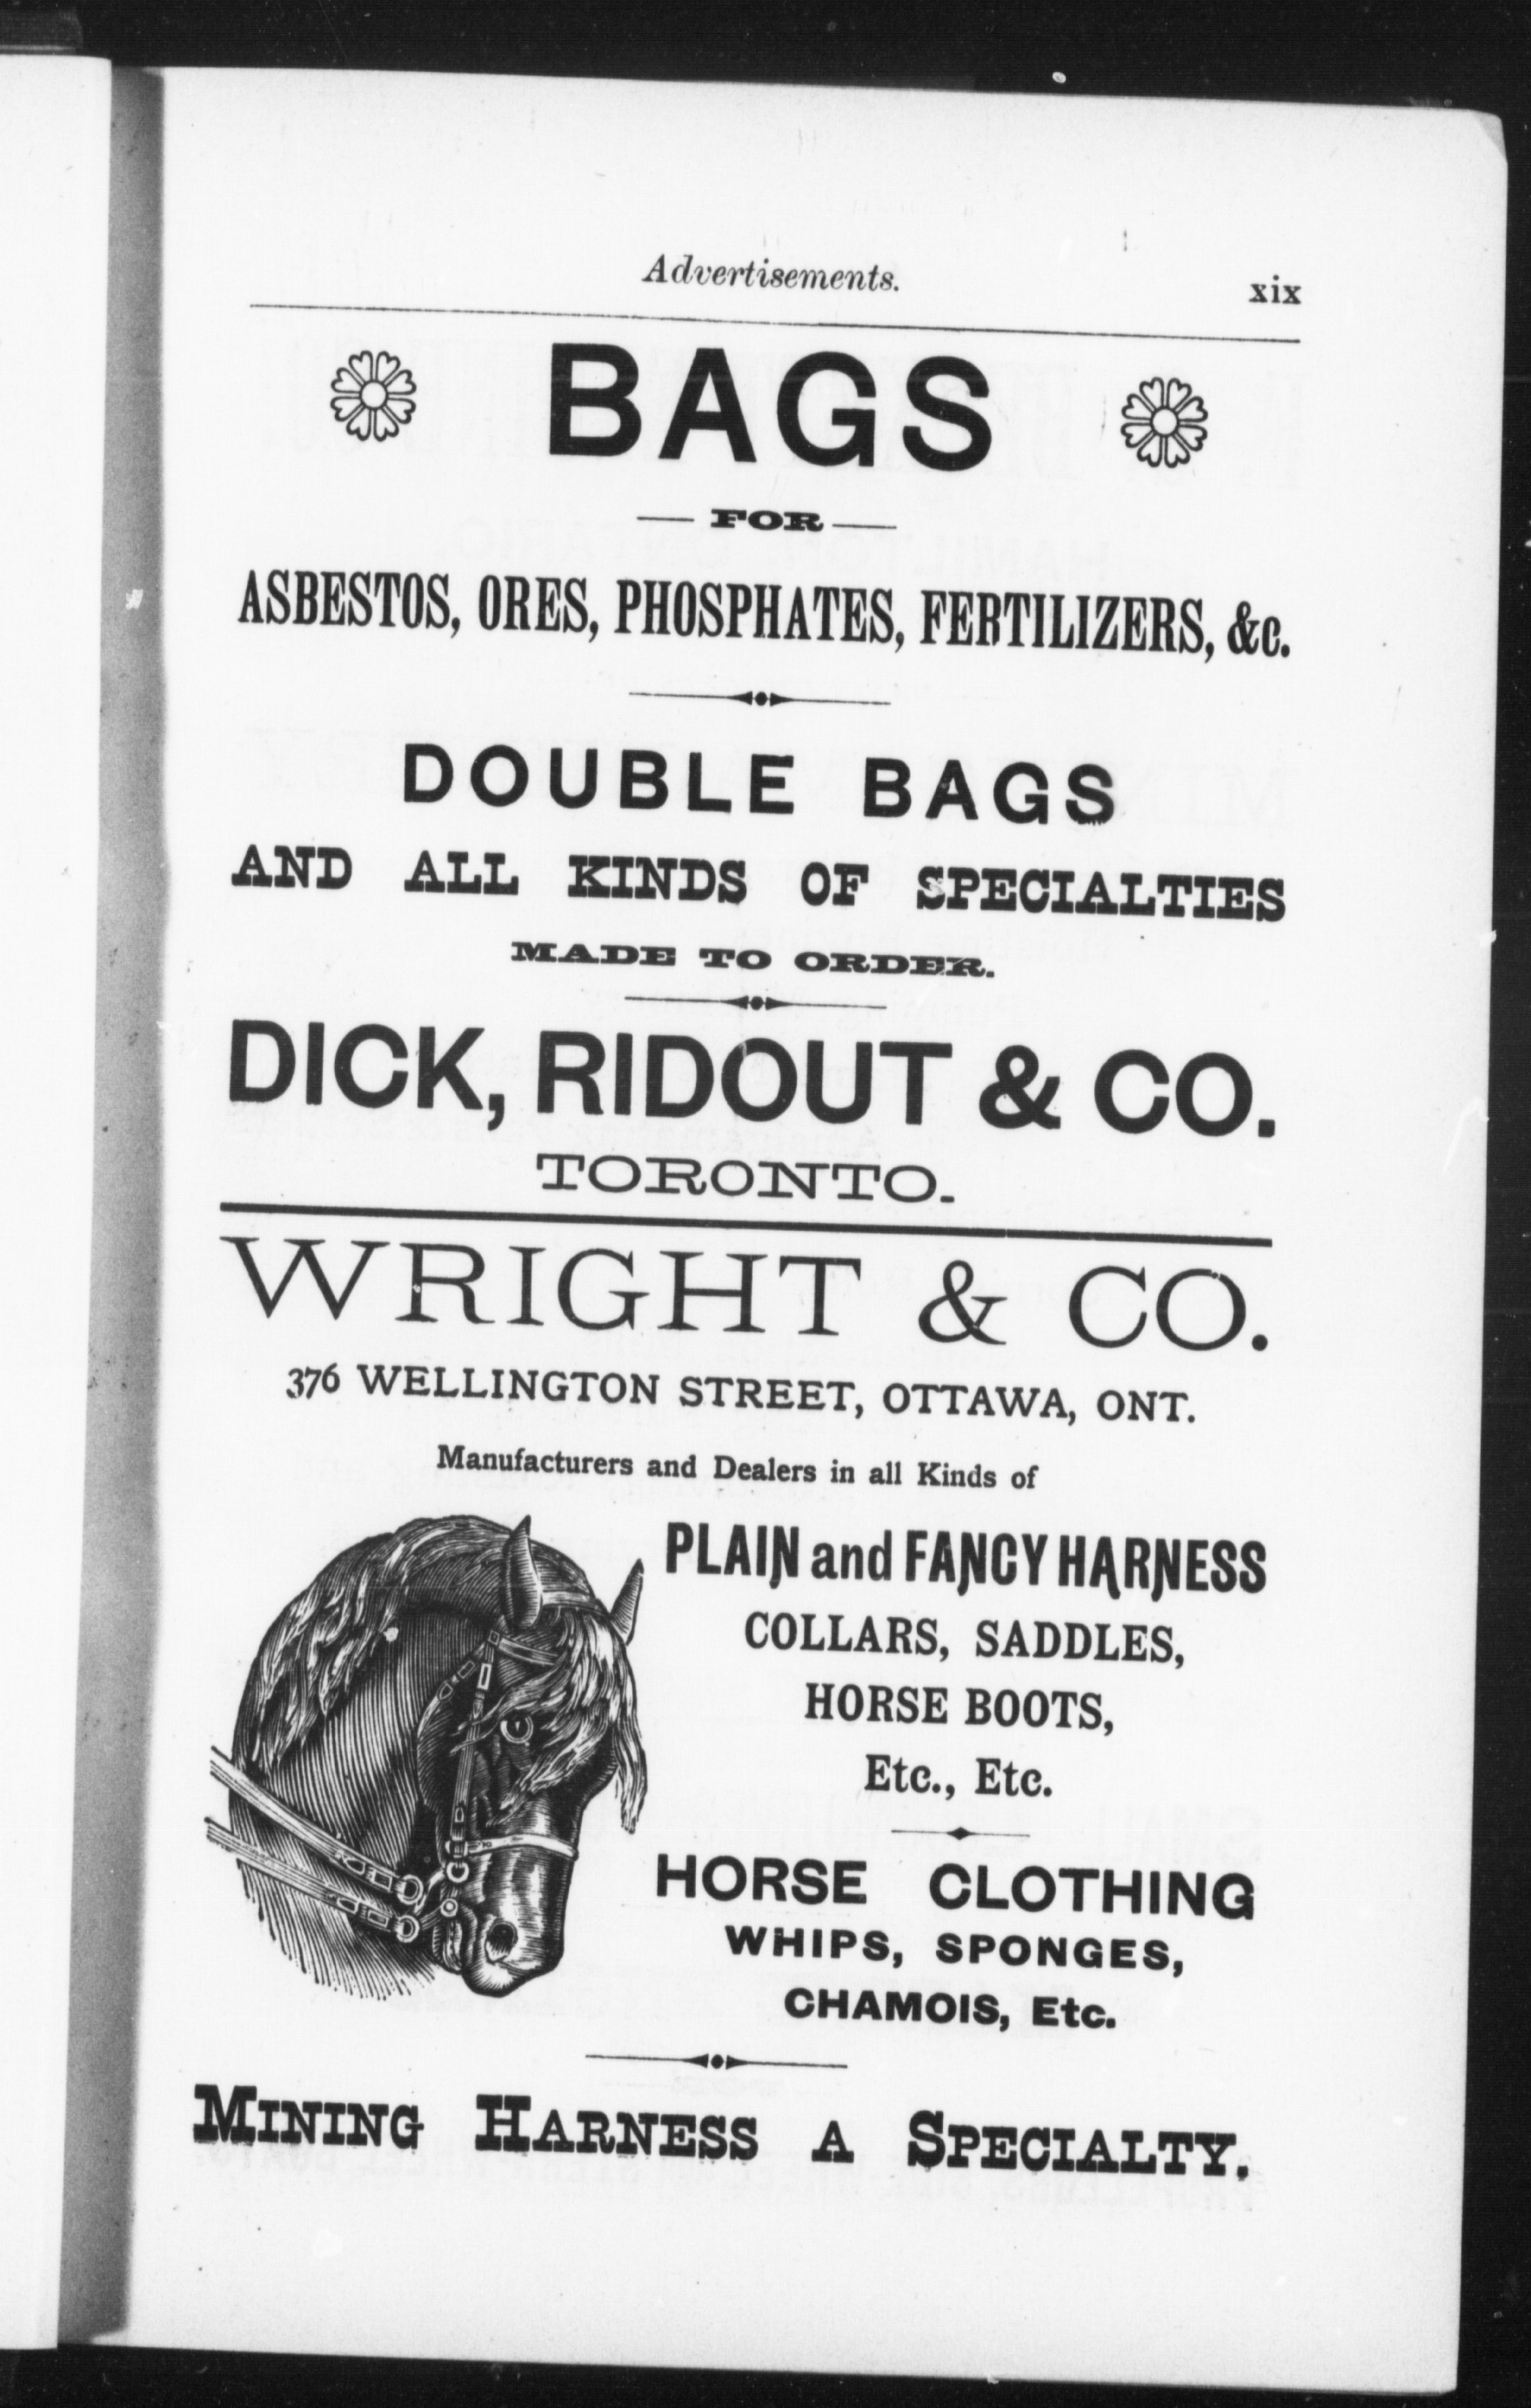 Advertisements. xix
BAGS
FOR
ASBESTOS, ORES, PHOSPHATES, FERTILIZERS, &c.
DOUBLE BAGS
AND ALL KINDS OF SPECIALTIES
MADE TO ORDER.
DICK, RIDOUT & CO.
TORONTO.
WRIGHT & CO.
376 WELLINGTON STREET, OTTAWA, ONT.
Manufacturers and Dealers in all Kinds of
PLAIN and FANCY HARNESS
COLLARS, SADDLES,
HORSE BOOTS,
Etc., Etc.
HORSE CLOTHING
WHIPS, SPONGES,
CHAMOIS, Etc.
MINING HARNESS A SPECIALTY.